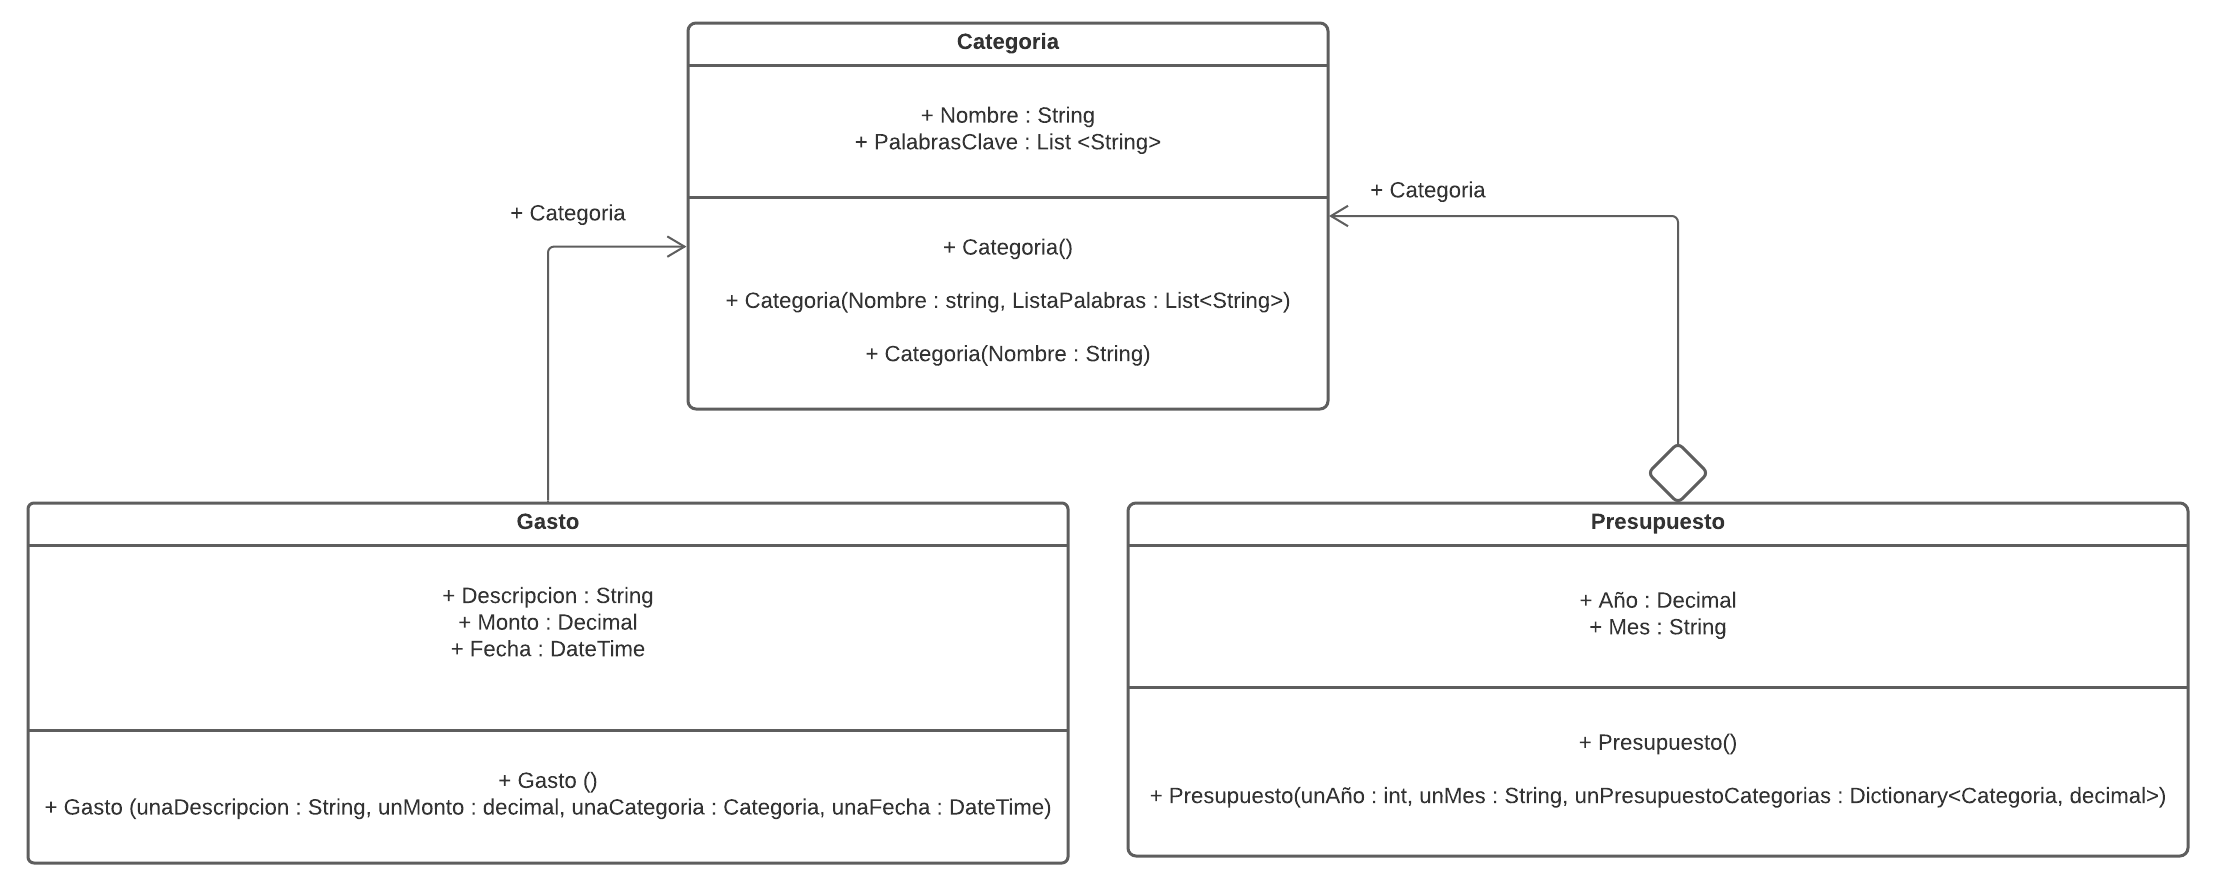 Categoria
+ Nombre : String
+ PalabrasClave : List <String>
+ Categoria
+ Categoria
+ Categoria()
+ Categoria(Nombre : string, ListaPalabras : List<String>)
+ Categoria(Nombre : String)
Gasto
+ Descripcion : String
+ Monto : Decimal
+ Fecha : DateTime
+ Gasto ()
+ Gasto (unaDescripcion : String, unMonto : decimal, unaCategoria : Categoria, unaFecha : DateTime)
Presupuesto
+ Año : Decimal
+ Mes : String
+ Presupuesto()
+ Presupuesto(unAño : int, unMes : String, unPresupuestoCategorias : Dictionary<Categoria, decimal>)